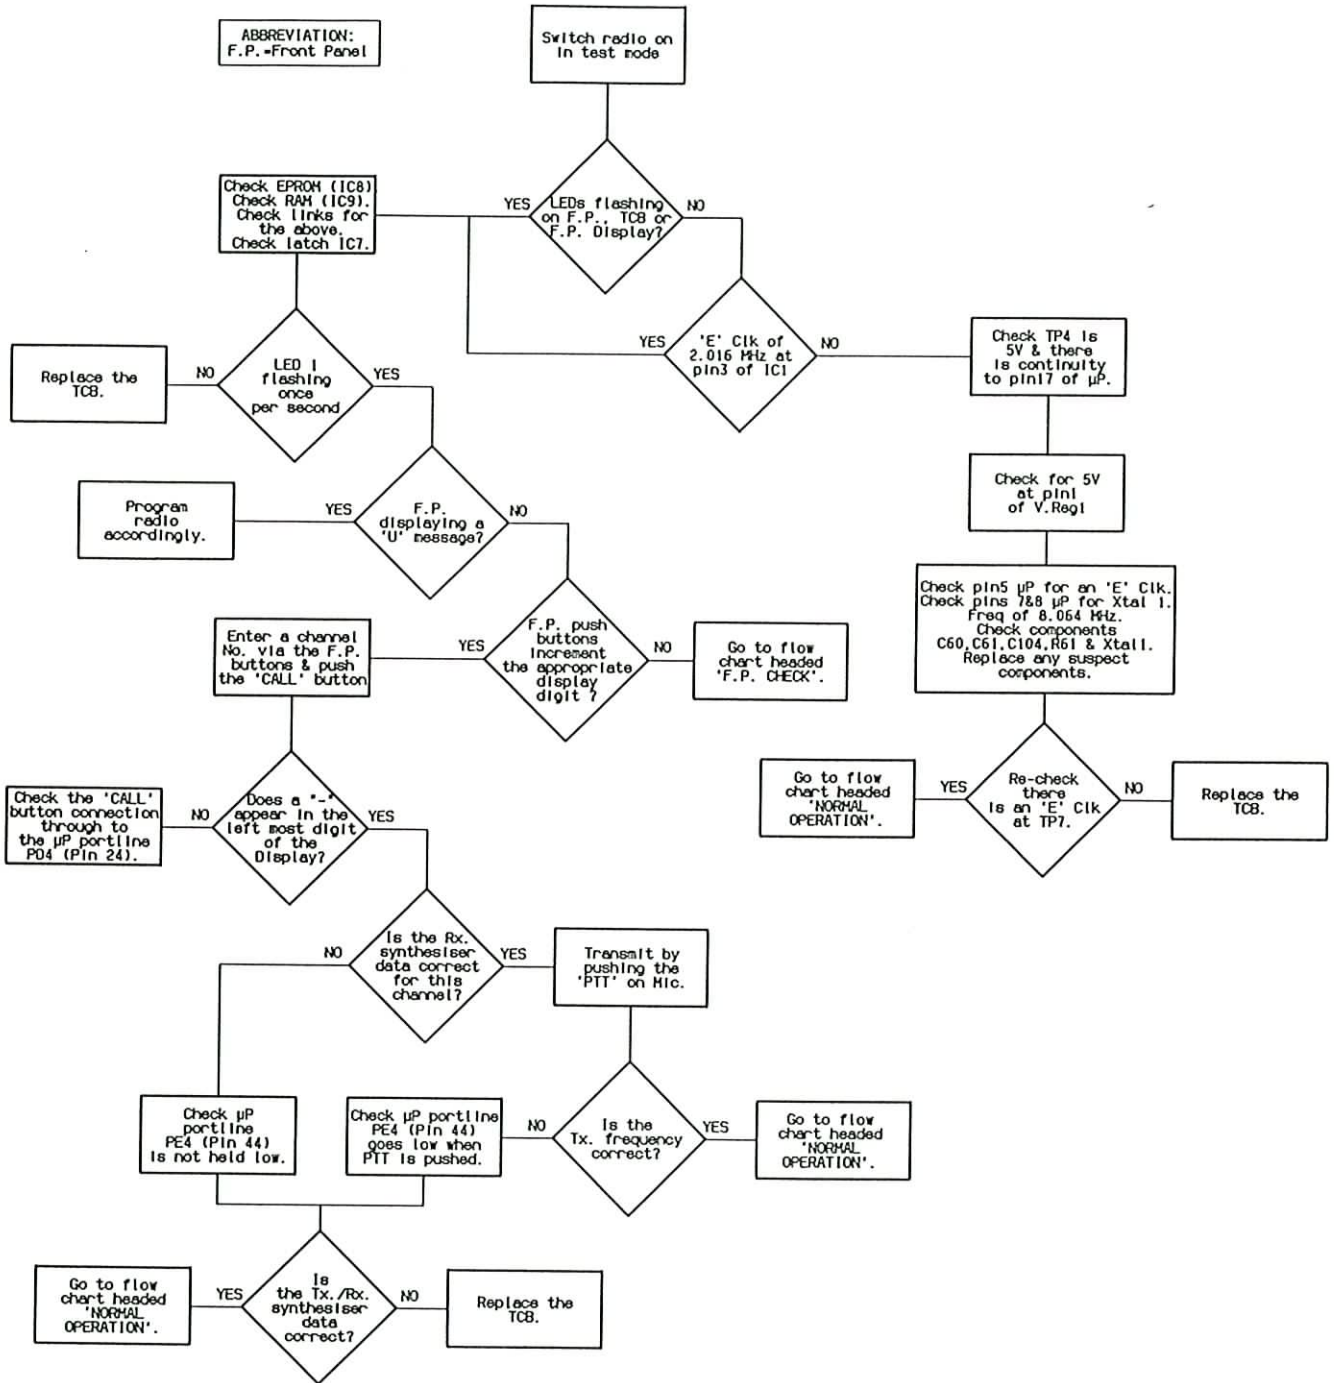 ABBREVIATION:
F.P.=Front Panel
Switch radio on
in test mode
LEDs flashing
on F.P., TCB or
F.P. Display?
YES
NO
Check EPROM (IC8)
Check RAM (IC9).
Check links for
the above.
Check latch IC7.
'E' Clk of
2.016 MHz at
pin3 of IC1
YES
NO
Check TP4 is
5V & there
is continuity
to pin17 of µP.
LED 1
flashing
once
per second
NO
YES
Replace the
TCB.
Check for 5V
at pin1
of V.Reg1
F.P.
displaying a
'U' message?
YES
NO
Program
radio
accordingly.
Check pin5 µP for an 'E' Clk.
Check pins 7&8 µP for Xtal 1.
Freq of 8.064 MHz.
Check components
C60,C61,C104,R61 & Xtal1.
Replace any suspect
components.
F.P. push
buttons
increment
the appropriate
display
digit ?
YES
NO
Enter a channel
No. via the F.P.
buttons & push
the 'CALL' button
Go to flow
chart headed
'F.P. CHECK'.
Re-check
there
is an 'E' Clk
at TP7.
YES
NO
Go to flow
chart headed
'NORMAL
OPERATION'.
Replace the
TCB.
Does a "-"
appear in the
left most digit
of the
Display?
NO
YES
Check the 'CALL'
button connection
through to
the µP portline
PD4 (Pin 24).
Is the Rx.
synthesiser
data correct
for this
channel?
NO
YES
Transmit by
pushing the
'PTT' on Mic.
Check µP
portline
PE4 (Pin 44)
is not held low.
Check µP portline
PE4 (Pin 44)
goes low when
PTT is pushed.
NO
Is the
Tx. frequency
correct?
YES
Go to flow
chart headed
'NORMAL
OPERATION'.
Go to flow
chart headed
'NORMAL
OPERATION'.
YES
Is
the Tx./Rx.
synthesiser
data
correct?
NO
Replace the
TCB.